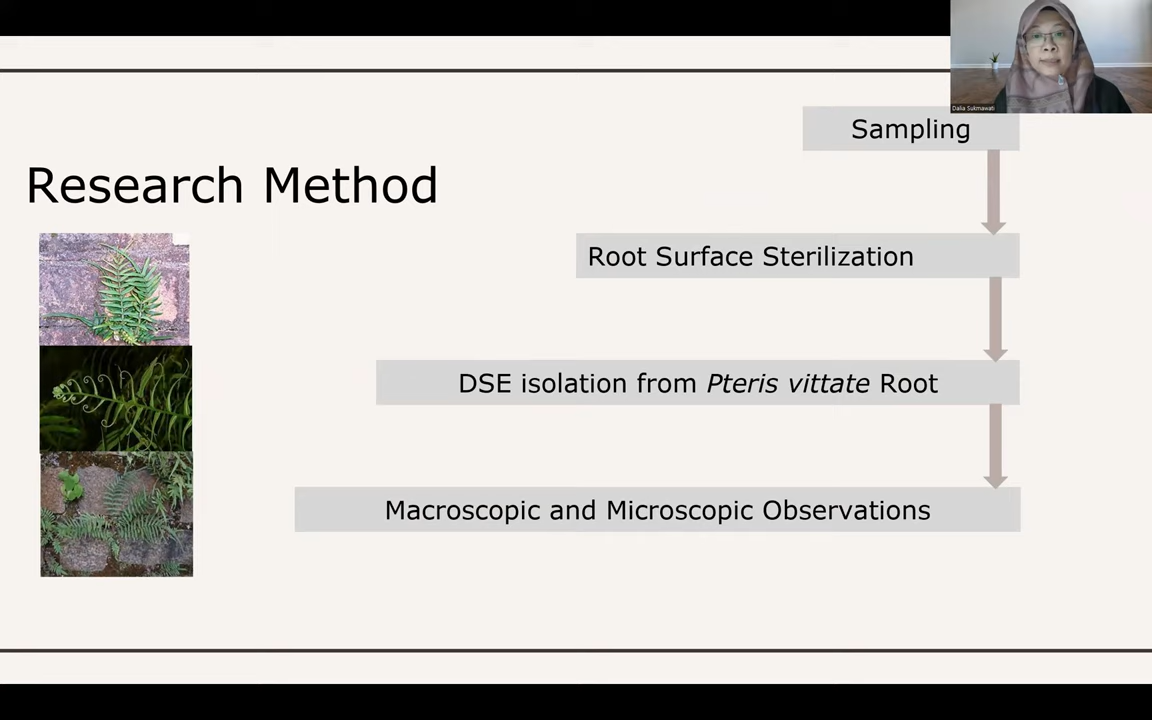 Dalia Sukmawati
Sampling
Research Method
Root Surface Sterilization
DSE isolation from Pteris vittate Root
Macroscopic and Microscopic Observations